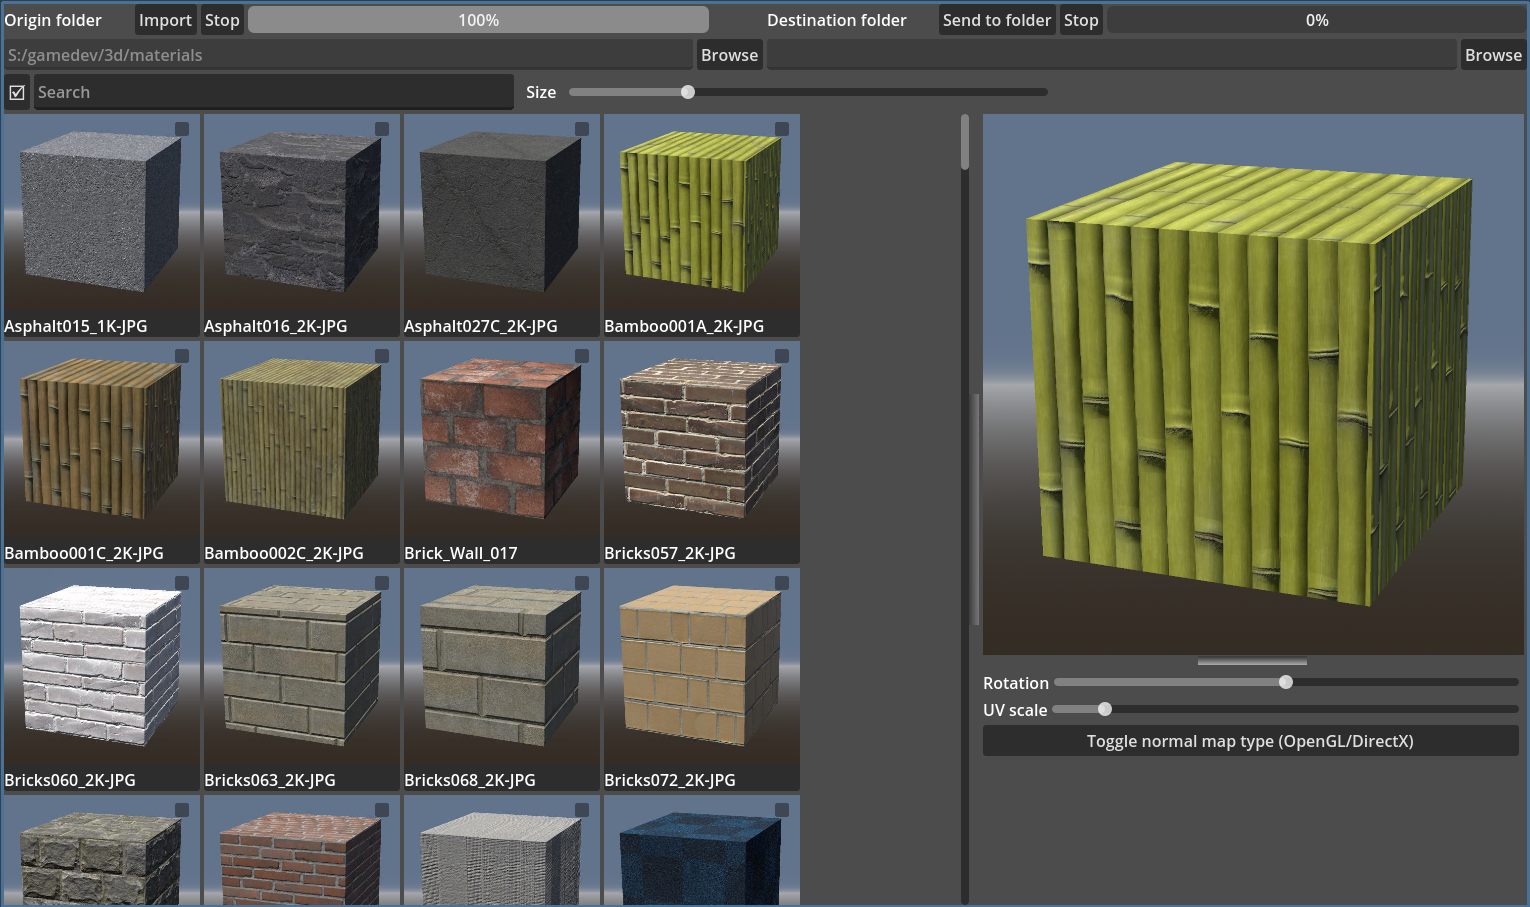 Origin folder Import Stop 100% Destination folder Send to folder Stop 0%
S:/gamedev/3d/materials Browse Browse
Search Size
Asphalt015_1K-JPG Asphalt016_2K-JPG Asphalt027C_2K-JPG Bamboo001A_2K-JPG
Bamboo001C_2K-JPG Bamboo002C_2K-JPG Brick_Wall_017 Bricks057_2K-JPG
Bricks060_2K-JPG Bricks063_2K-JPG Bricks068_2K-JPG Bricks072_2K-JPG
Rotation
UV scale
Toggle normal map type (OpenGL/DirectX)